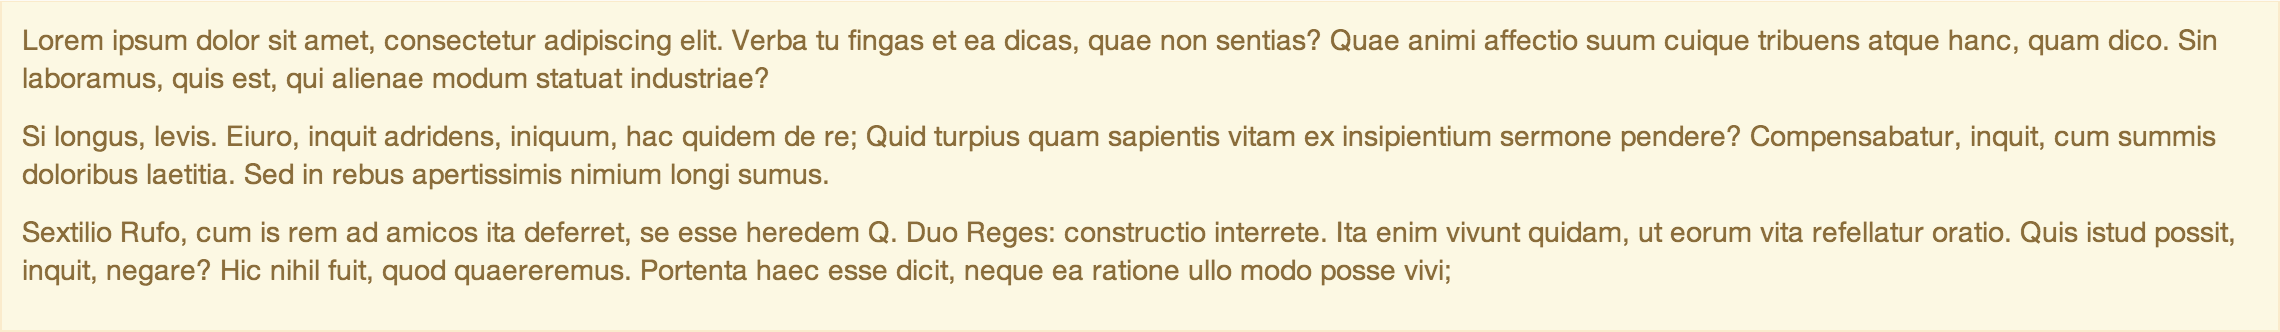 Lorem ipsum dolor sit amet, consectetur adipiscing elit. Verba tu fingas et ea dicas, quae non sentias? Quae animi affectio suum cuique tribuens atque hanc, quam dico. Sin
laboramus, quis est, qui alienae modum statuat industriae?
Si longus, levis. Eiuro, inquit adridens, iniquum, hac quidem de re; Quid turpius quam sapientis vitam ex insipientium sermone pendere? Compensabatur, inquit, cum summis
doloribus laetitia. Sed in rebus apertissimis nimium longi sumus.
Sextilio Rufo, cum is rem ad amicos ita deferret, se esse heredem Q. Duo Reges: constructio interrete. Ita enim vivunt quidam, ut eorum vita refellatur oratio. Quis istud possit,
inquit, negare? Hic nihil fuit, quod quaereremus. Portenta haec esse dicit, neque ea ratione ullo modo posse vivi;